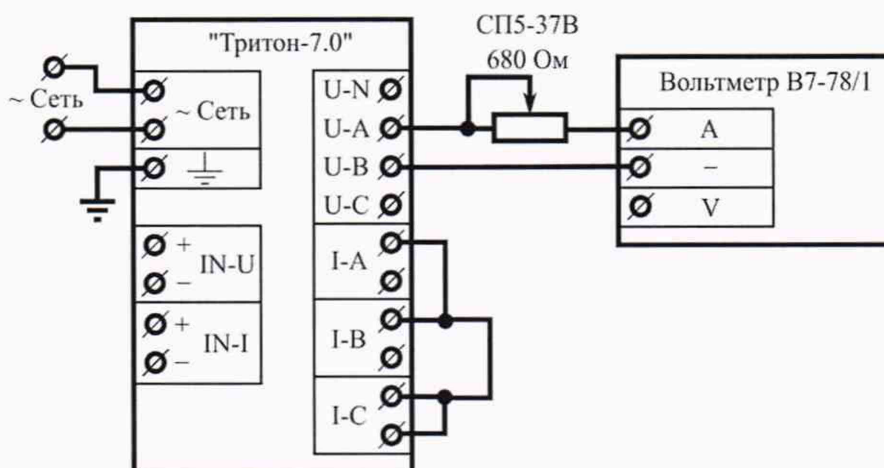 СП5-37В
680 Ом
"Тритон-7.0"
Вольтметр В7-78/1
~ Сеть
~ Сеть
U-N
U-A
U-B
U-C
A
–
V
+
IN-U
–
+
IN-I
–
I-A
I-B
I-C